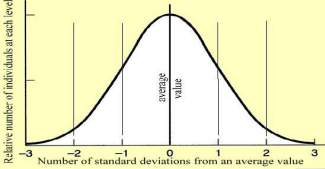 Relative number of individuals at each level
average
value
-3 -2 -1 0 1 2 3
Number of standard deviations from an average value